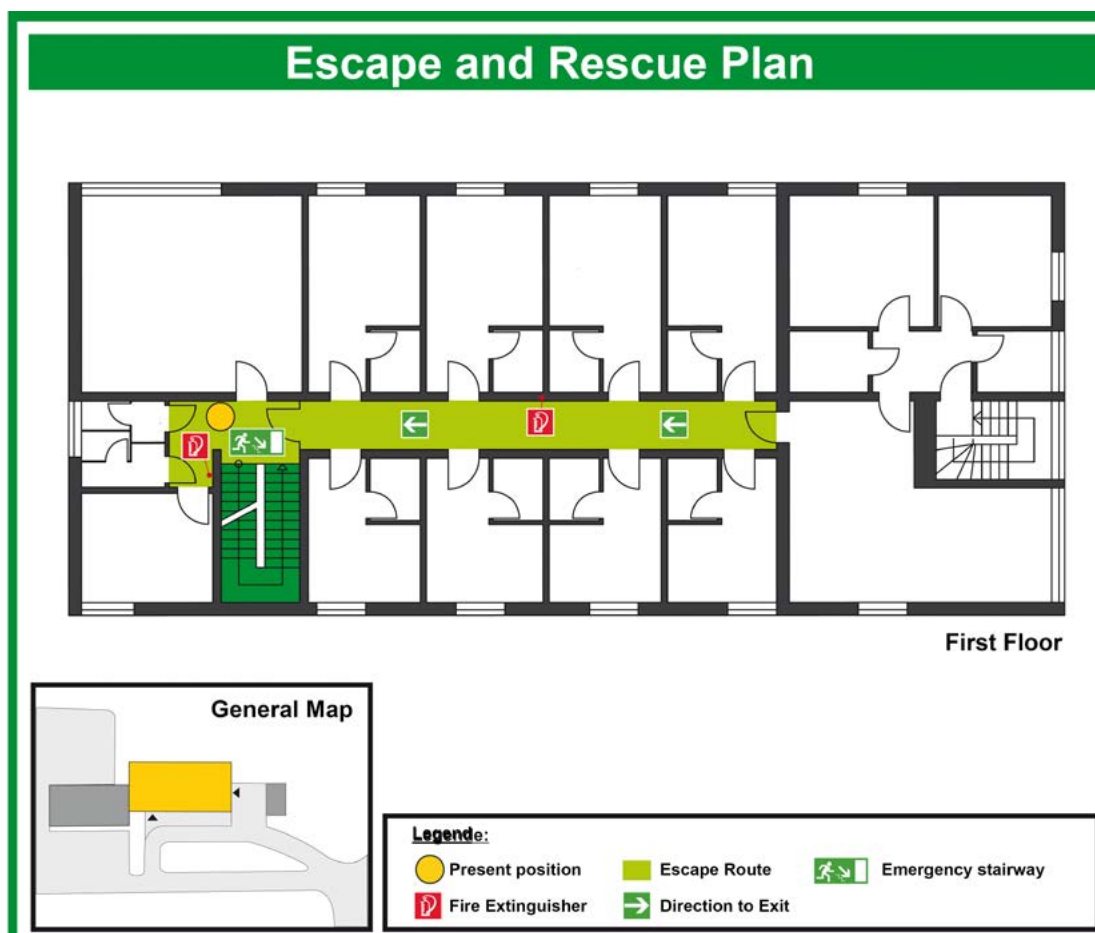 Escape and Rescue Plan
First Floor
General Map
Legend:
Present position
Escape Route
Emergency stairway
Fire Extinguisher
Direction to Exit